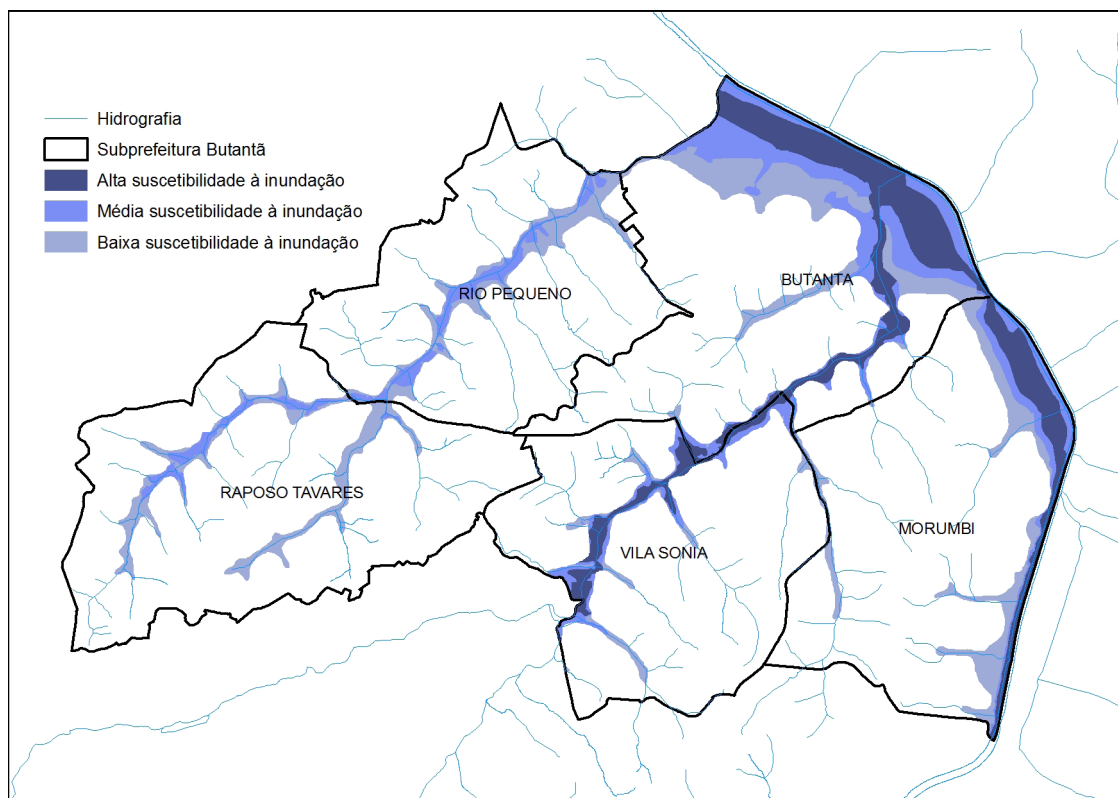 Hidrografia
Subprefeitura Butantã
Alta suscetibilidade à inundação
Média suscetibilidade à inundação
Baixa suscetibilidade à inundação
BUTANTA
RIO PEQUENO
RAPOSO TAVARES
MORUMBI
VILA SONIA